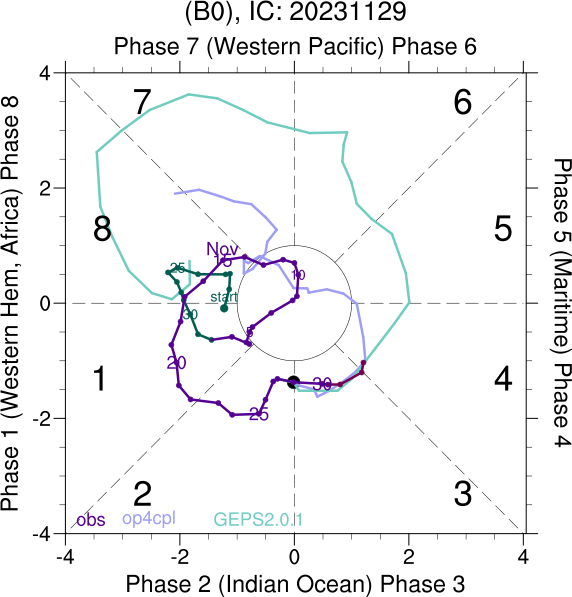 (B0), IC: 20231129
Phase 7 (Western Pacific) Phase 6
4
2
0
-2
-4
-4
-2
0
2
4
7
6
8
5
1
4
2
3
Nov
15
25
10
start
30
5
20
30
25
obs
op4cpl
GEPS2.0.1
Phase 1 (Western Hem, Africa) Phase 8
Phase 5 (Maritime) Phase 4
Phase 2 (Indian Ocean) Phase 3